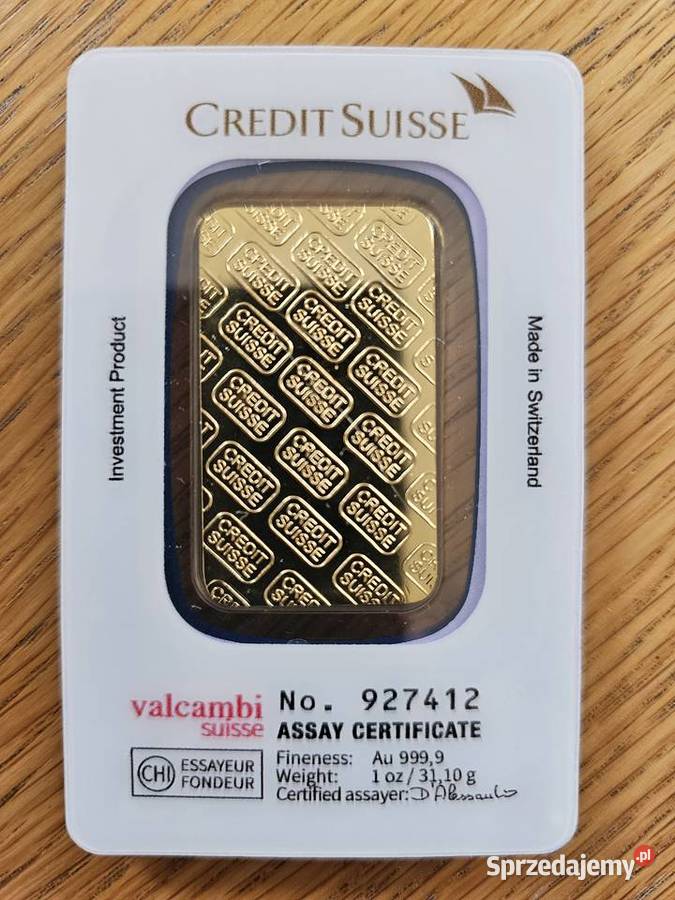 CREDIT SUISSE
CREDIT
SUISSE
Investment Product
Made in Switzerland
valcambi
suisse
No. 927412
ASSAY CERTIFICATE
CHI ESSAYEUR
FONDEUR
Fineness: Au 999,9
Weight: 1 oz / 31,10 g
Certified assayer: D'Alessandro
Sprzedajemy.pl